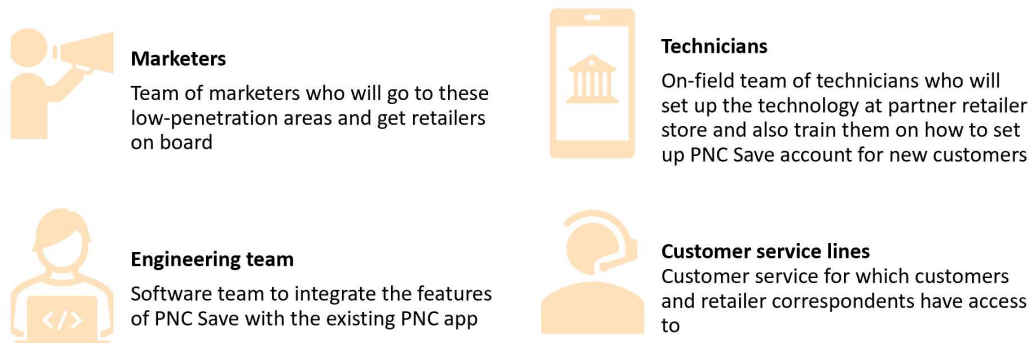 Marketers
Team of marketers who will go to these
low-penetration areas and get retailers
on board
Technicians
On-field team of technicians who will
set up the technology at partner retailer
store and also train them on how to set
up PNC Save account for new customers
Engineering team
Software team to integrate the features
of PNC Save with the existing PNC app
</>
Customer service lines
Customer service for which customers
and retailer correspondents have access
to